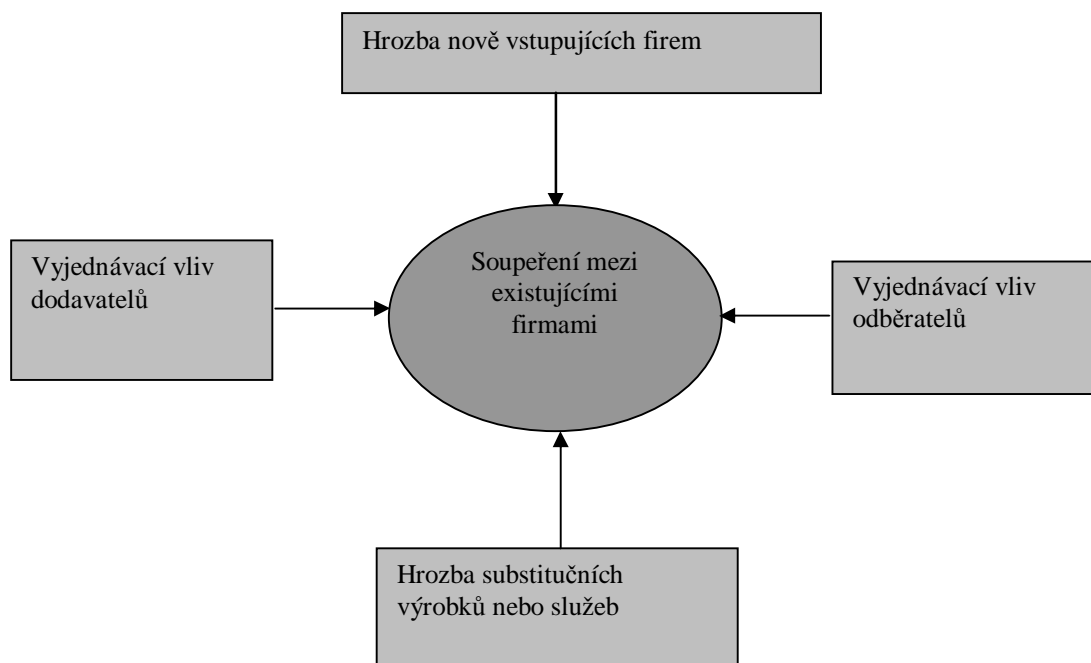 Hrozba nově vstupujících firem
Vyjednávací vliv
dodavatelů
Soupeření mezi
existujícími
firmami
Vyjednávací vliv
odběratelů
Hrozba substitučních
výrobků nebo služeb